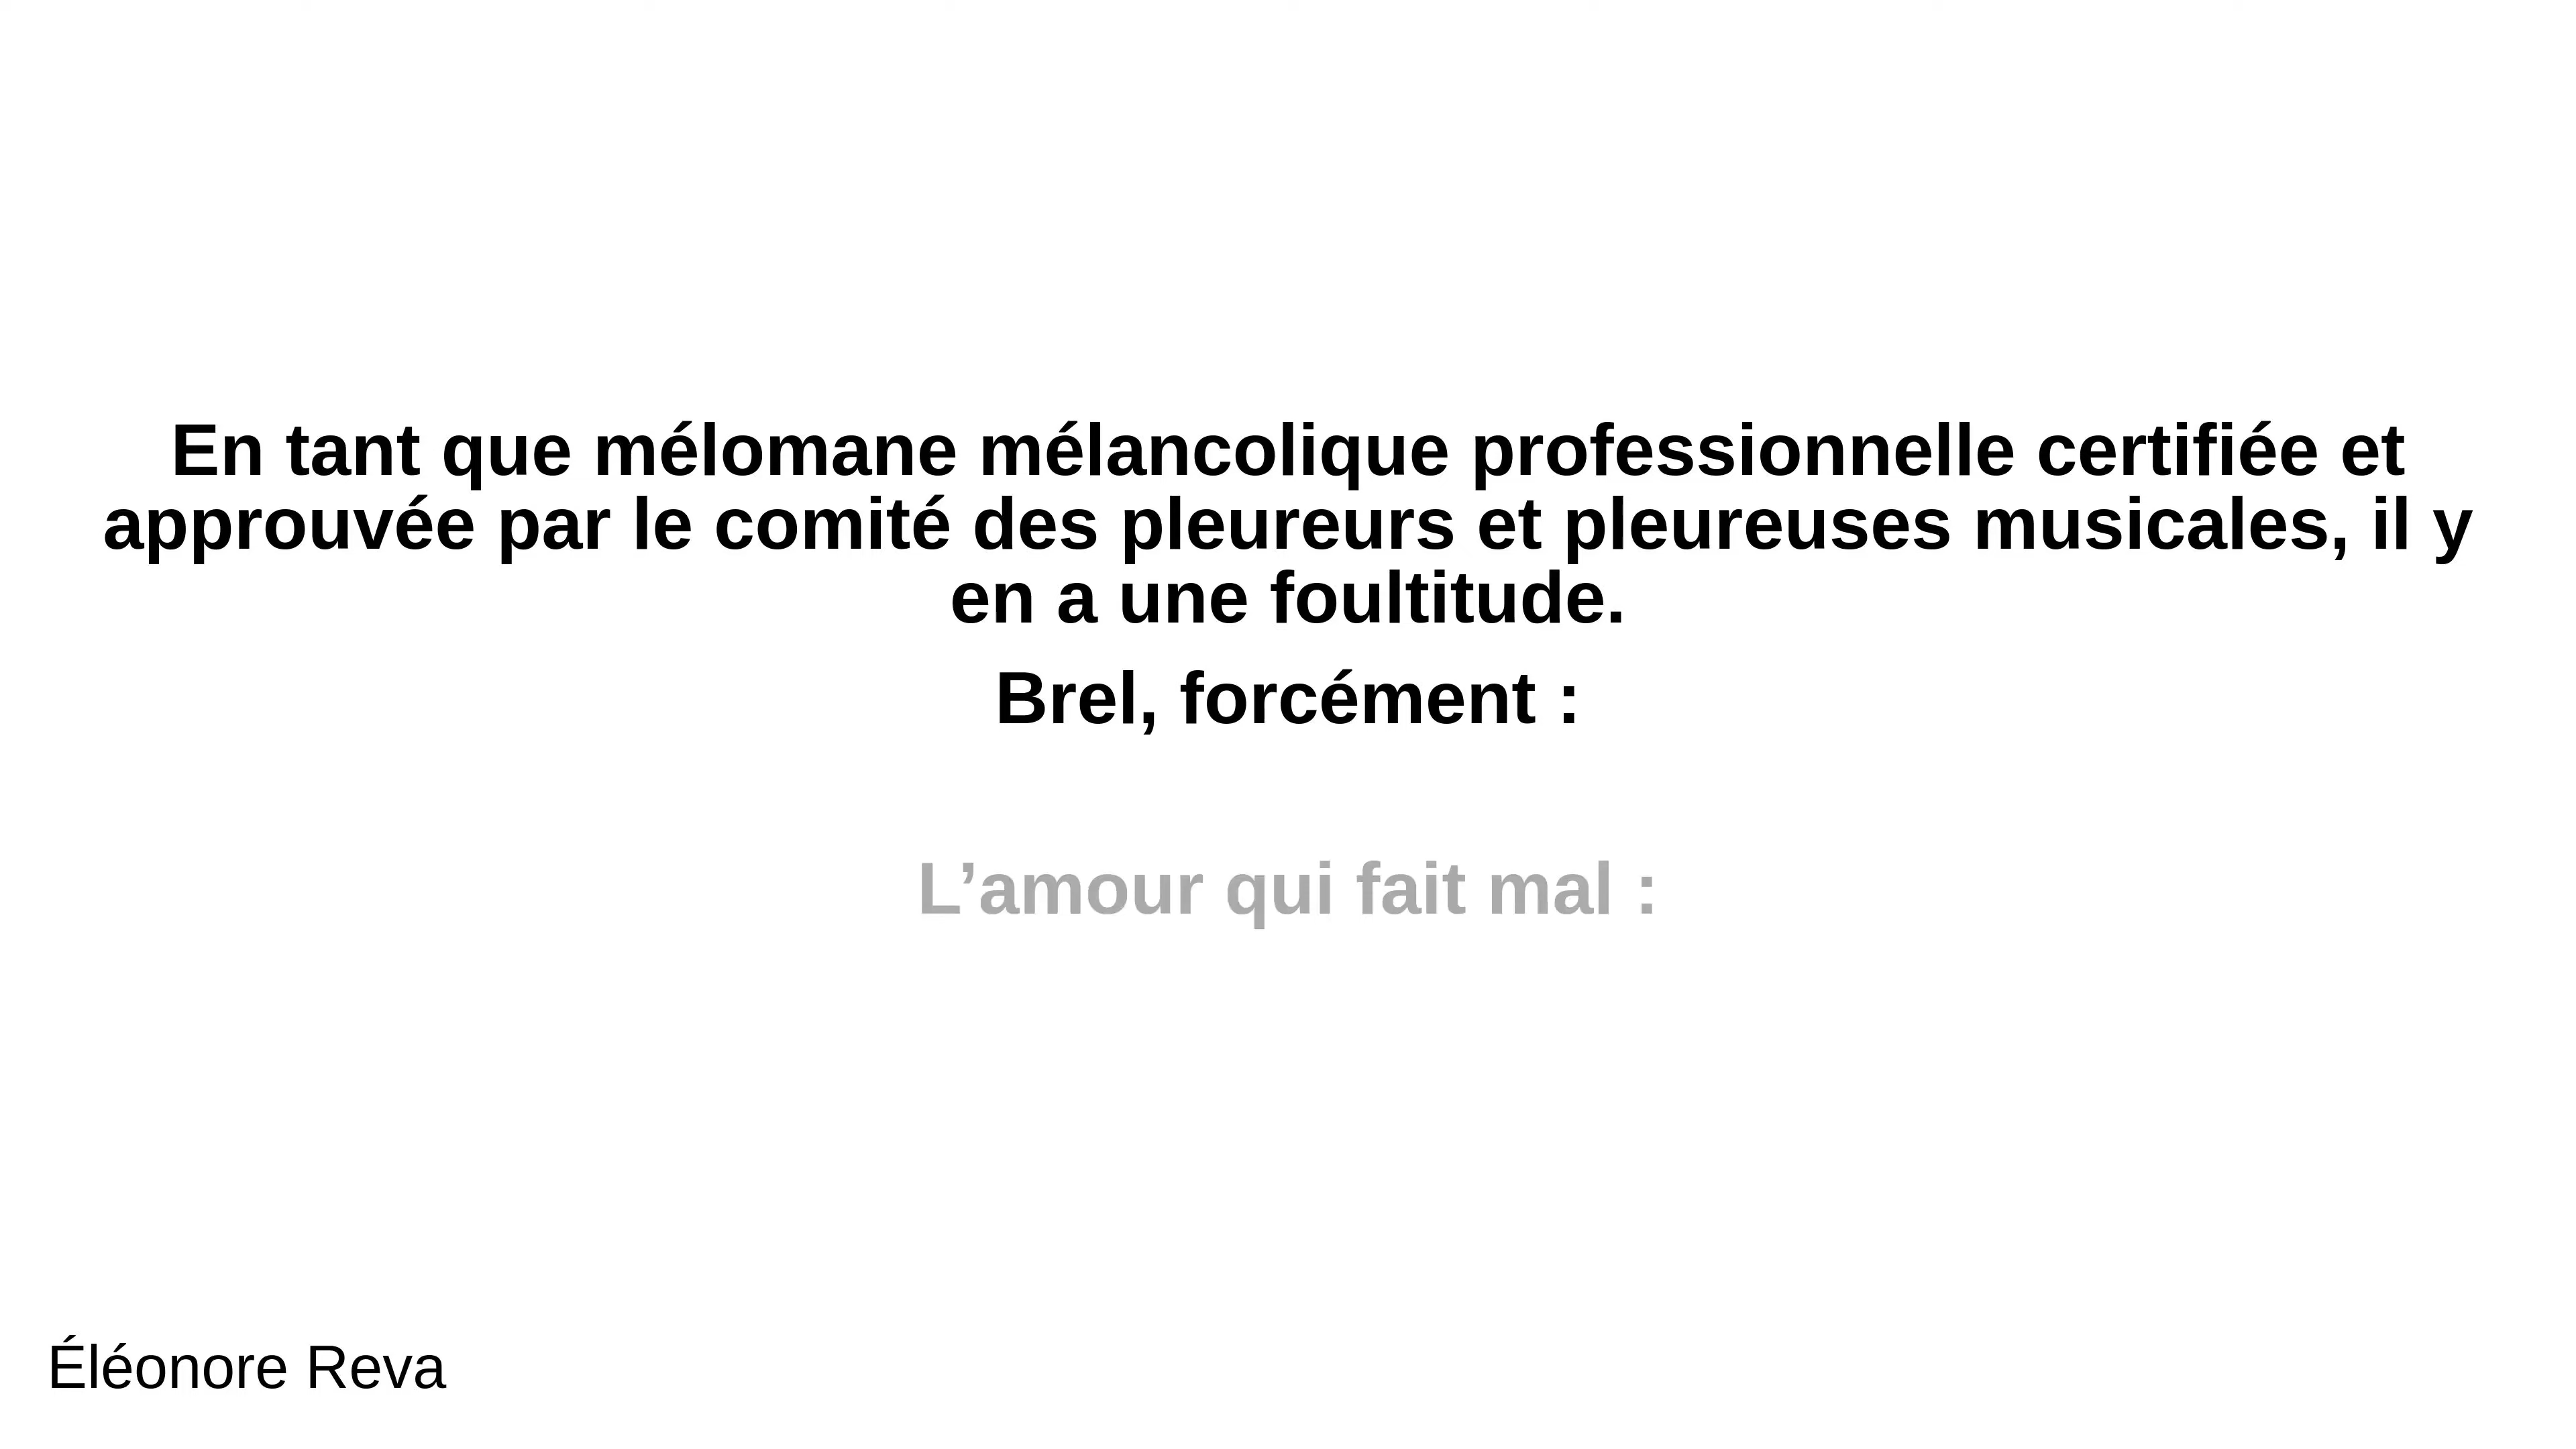 En tant que mélomane mélancolique professionnelle certifiée et
approuvée par le comité des pleureurs et pleureuses musicales, il y
en a une foultitude.
Brel, forcément :
L’amour qui fait mal :
Éléonore Reva